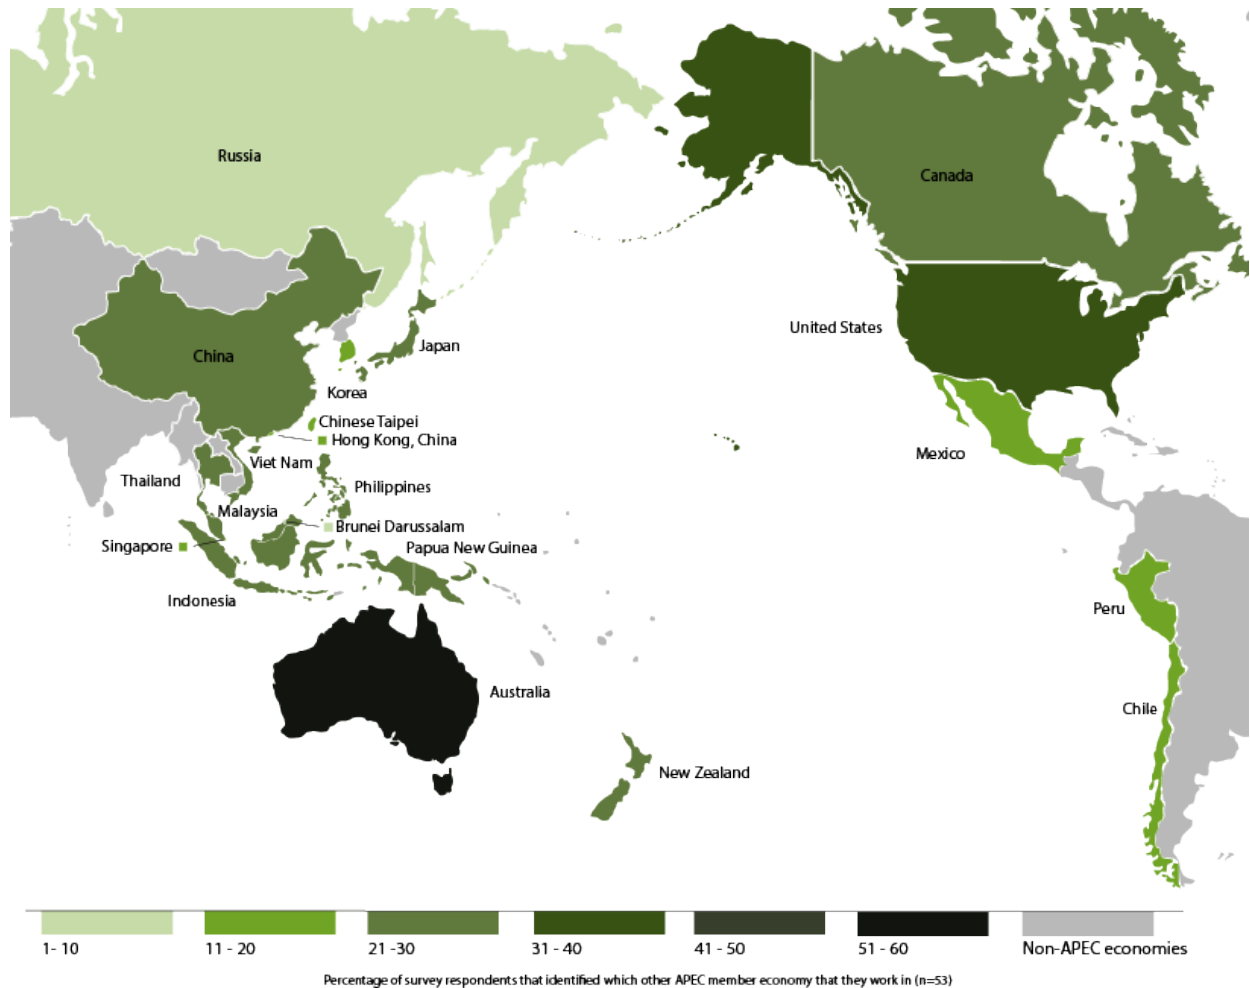 Russia
Canada
United States
Japan
China
Korea
Chinese Taipei
Hong Kong, China
Mexico
Viet Nam
Thailand
Philippines
Malaysia
Brunei Darussalam
Singapore
Papua New Guinea
Indonesia
Peru
Australia
Chile
New Zealand
1- 10
11 - 20
21 -30
31 - 40
41 - 50
51 - 60
Non-APEC economies
Percentage of survey respondents that identified which other APEC member economy that they work in (n=53)